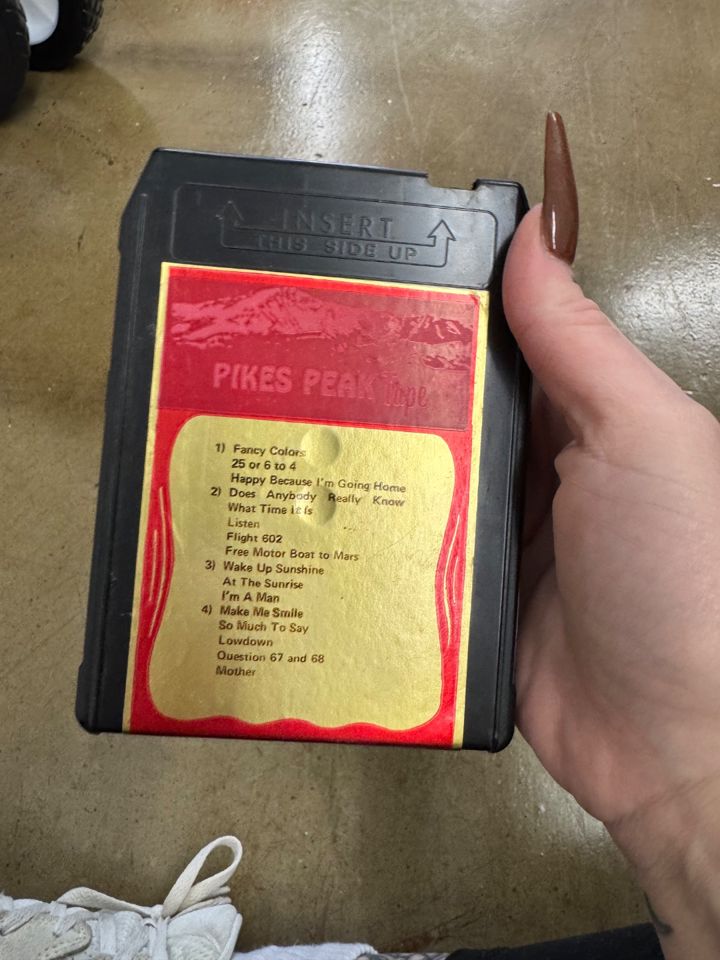 INSERT
THIS SIDE UP
PIKES PEAK Tape
1) Fancy Colors
25 or 6 to 4
Happy Because I'm Going Home
2) Does Anybody Really Know
What Time It Is
Listen
Flight 602
Free Motor Boat to Mars
3) Wake Up Sunshine
At The Sunrise
I'm A Man
4) Make Me Smile
So Much To Say
Lowdown
Question 67 and 68
Mother